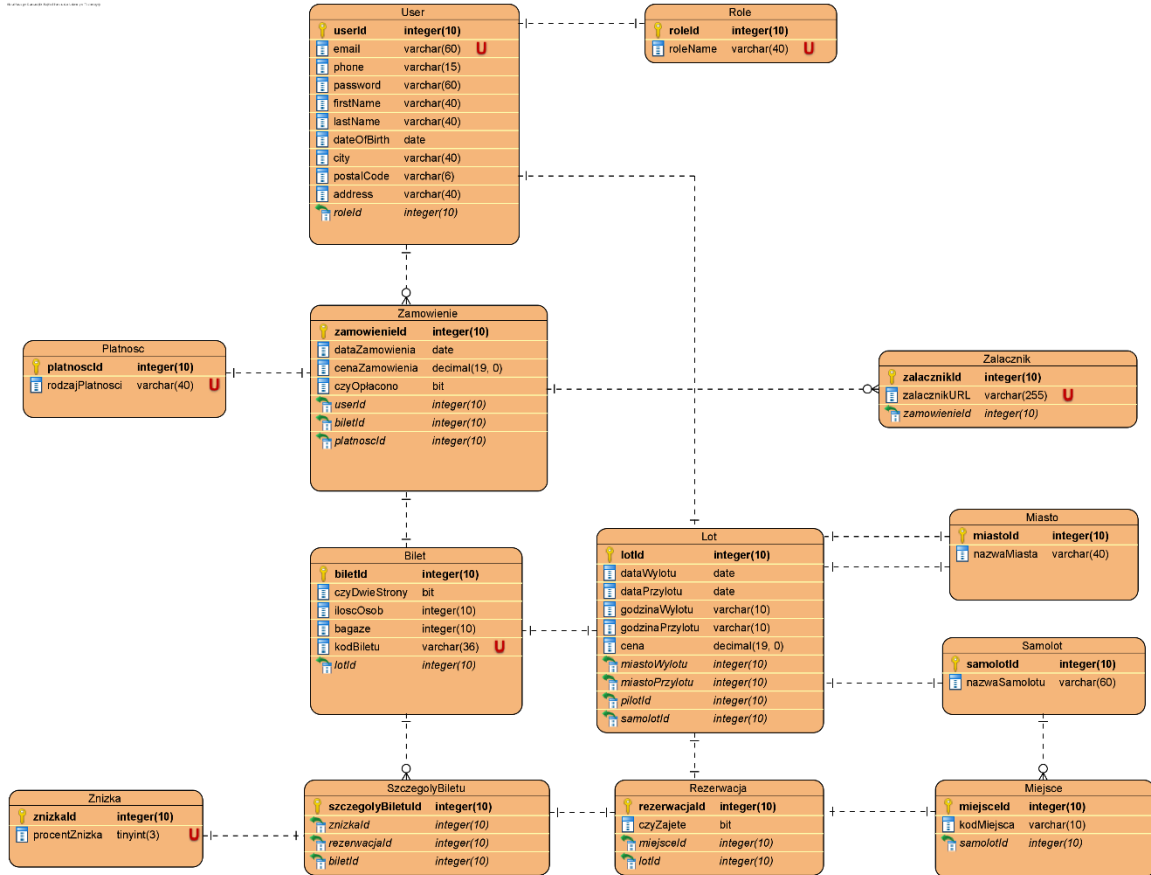 User
userId integer(10)
email varchar(60) U
phone varchar(15)
password varchar(60)
firstName varchar(40)
lastName varchar(40)
dateOfBirth date
city varchar(40)
postalCode varchar(6)
address varchar(40)
roleId integer(10)
Role
roleId integer(10)
roleName varchar(40) U
Zamowienie
zamowienieId integer(10)
dataZamowienia date
cenaZamowienia decimal(19, 0)
czyOpłacono bit
userId integer(10)
biletId integer(10)
platnoscId integer(10)
Platnosc
platnoscId integer(10)
rodzajPlatnosci varchar(40) U
Zalacznik
zalacznikId integer(10)
zalacznikURL varchar(255) U
zamowienieId integer(10)
Bilet
biletId integer(10)
czyDwieStrony bit
iloscOsob integer(10)
bagaze integer(10)
kodBiletu varchar(36) U
lotId integer(10)
Lot
lotId integer(10)
dataWylotu date
dataPrzylotu date
godzinaWylotu varchar(10)
godzinaPrzylotu varchar(10)
cena decimal(19, 0)
miastoWylotu integer(10)
miastoPrzylotu integer(10)
pilotId integer(10)
samolotId integer(10)
Miasto
miastoId integer(10)
nazwaMiasta varchar(40)
Samolot
samolotId integer(10)
nazwaSamolotu varchar(60)
Znizka
znizkaId integer(10)
procentZnizka tinyint(3) U
SzczegolyBiletu
szczegolyBiletuId integer(10)
znizkaId integer(10)
rezerwacjaId integer(10)
biletId integer(10)
Rezerwacja
rezerwacjaId integer(10)
czyZajete bit
miejsceId integer(10)
lotId integer(10)
Miejsce
miejsceId integer(10)
kodMiejsca varchar(10)
samolotId integer(10)